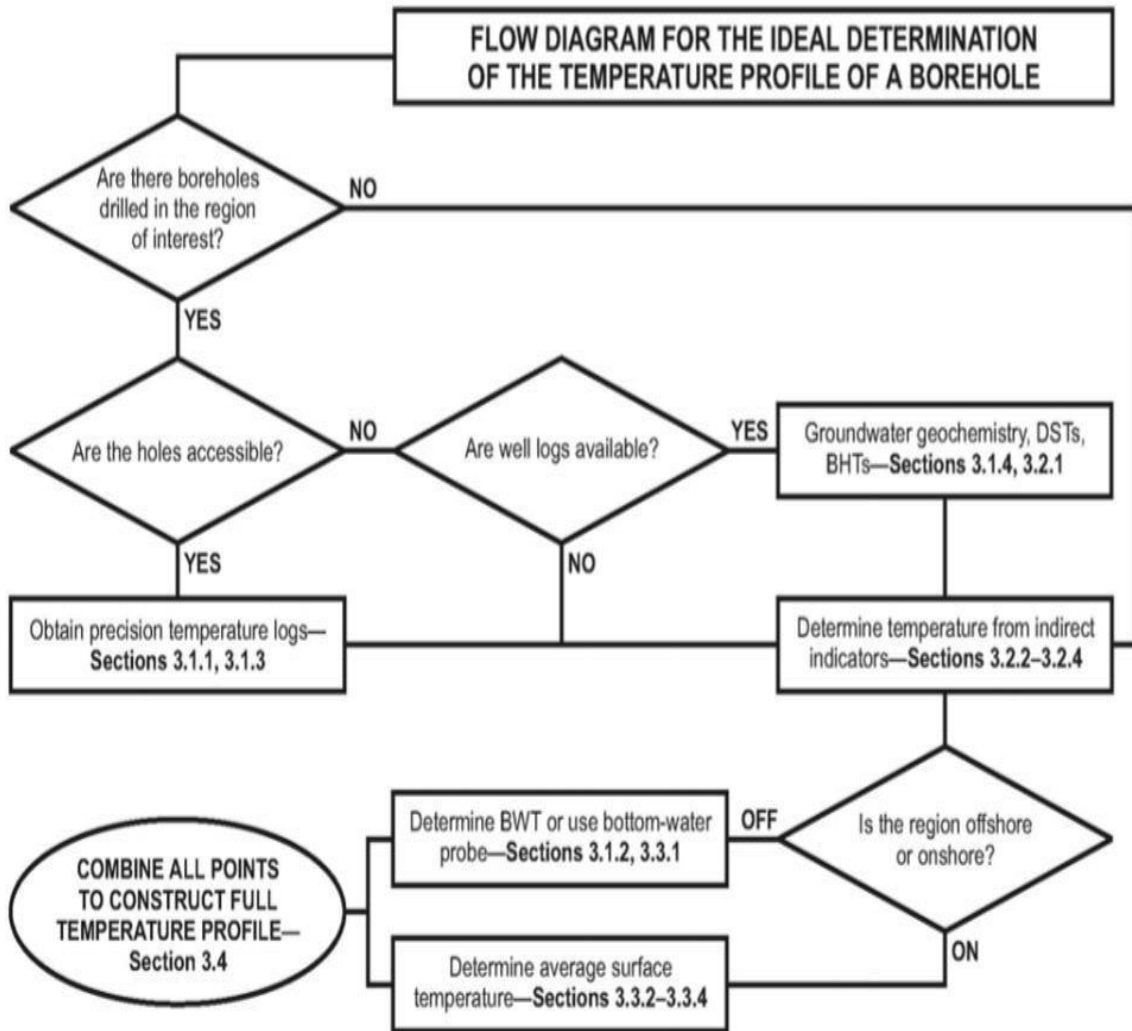 FLOW DIAGRAM FOR THE IDEAL DETERMINATION
OF THE TEMPERATURE PROFILE OF A BOREHOLE
Are there boreholes
drilled in the region
of interest?
NO
YES
Are the holes accessible?
NO
Are well logs available?
YES
Groundwater geochemistry, DSTs,
BHTs—Sections 3.1.4, 3.2.1
YES
NO
Obtain precision temperature logs—
Sections 3.1.1, 3.1.3
Determine temperature from indirect
indicators—Sections 3.2.2–3.2.4
Is the region offshore
or onshore?
OFF
Determine BWT or use bottom-water
probe—Sections 3.1.2, 3.3.1
ON
Determine average surface
temperature—Sections 3.3.2–3.3.4
COMBINE ALL POINTS
TO CONSTRUCT FULL
TEMPERATURE PROFILE—
Section 3.4